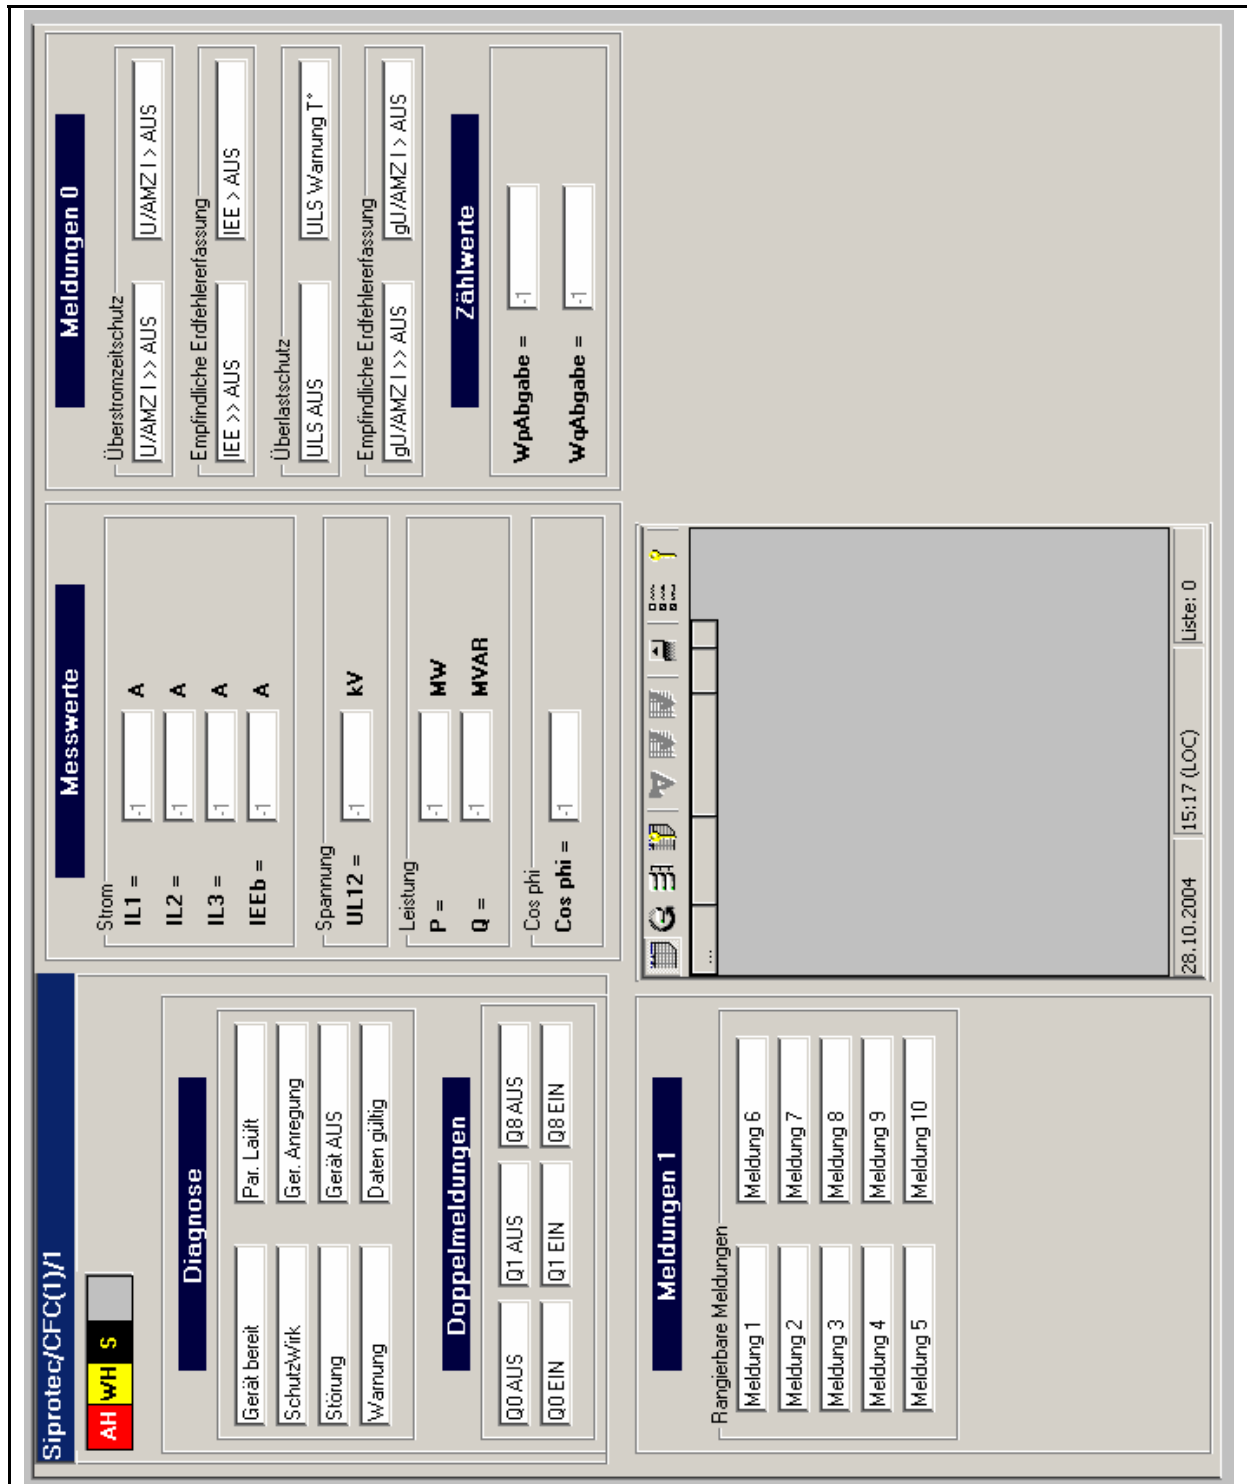 Siprotec/CFC(1)/1
AH WH S
Diagnose
Gerät bereit Par. Läuft
SchutzWirk Ger. Anregung
Störung Gerät AUS
Warnung Daten gültig
Doppelmeldungen
Q0 AUS Q1 AUS Q8 AUS
Q0 EIN Q1 EIN Q8 EIN
Messwerte
Strom
IL1 = -1 A
IL2 = -1 A
IL3 = -1 A
IEEb = -1 A
Spannung
UL12 = -1 kV
Leistung
P = -1 MW
Q = -1 MVAR
Cos phi
Cos phi = -1
Meldungen 0
Überstromzeitschutz
U/AMZ I >> AUS U/AMZ I > AUS
Empfindliche Erdfehlererfassung
IEE >> AUS IEE > AUS
Überlastschutz
ULS AUS ULS Warnung T°
Empfindliche Erdfehlererfassung
gU/AMZ I >> AUS gU/AMZ I > AUS
Zählwerte
WpAbgabe = -1
WqAbgabe = -1
Meldungen 1
Rangierbare Meldungen
Meldung 1 Meldung 6
Meldung 2 Meldung 7
Meldung 3 Meldung 8
Meldung 4 Meldung 9
Meldung 5 Meldung 10
...
28.10.2004 15:17 (LOC) Liste: 0